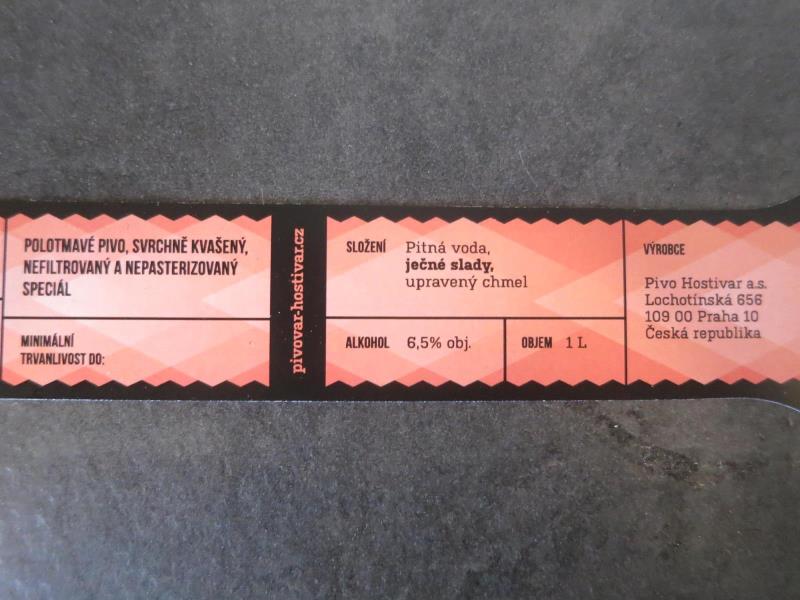 POLOTMAVÉ PIVO, SVRCHNĚ KVAŠENÝ,
NEFILTROVANÝ A NEPASTERIZOVANÝ
SPECIÁL
MINIMÁLNÍ
TRVANLIVOST DO:
pivovar-hostivar.cz
SLOŽENÍ Pitná voda,
ječné slady,
upravený chmel
ALKOHOL 6,5% obj.
OBJEM 1 L
VÝROBCE
Pivo Hostivar a.s.
Lochotínská 656
109 00 Praha 10
Česká republika